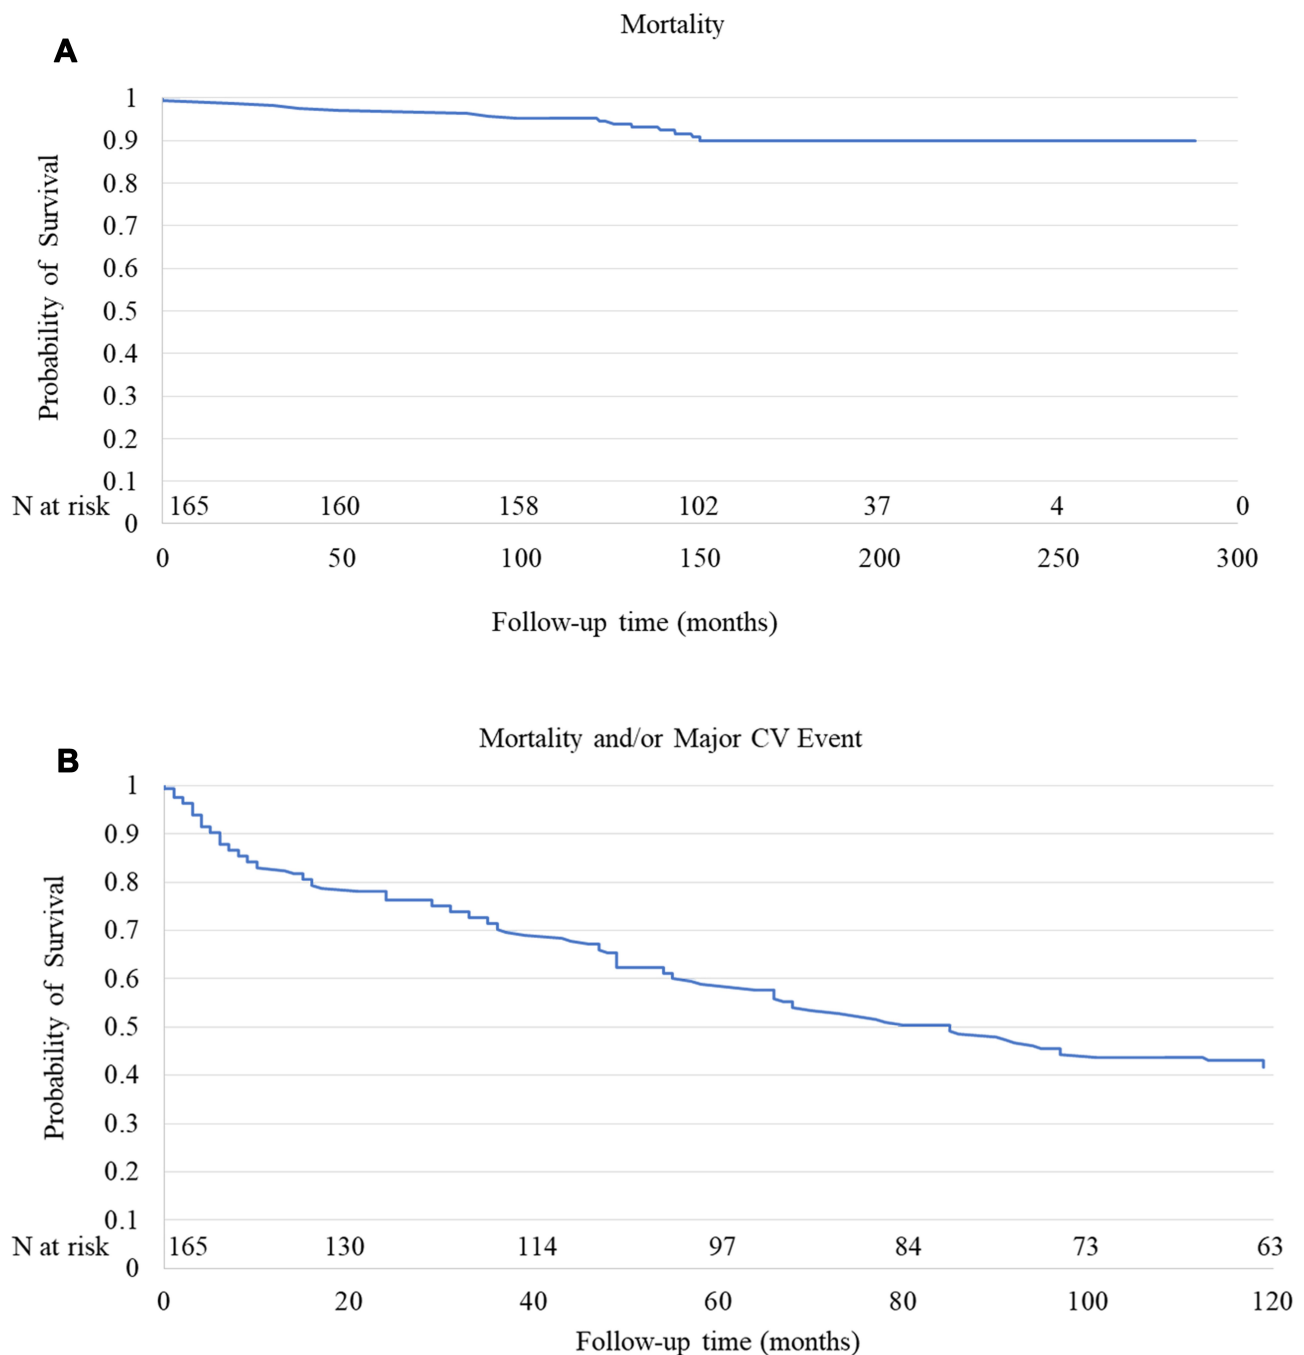 Mortality
A
Probability of Survival
1
0.9
0.8
0.7
0.6
0.5
0.4
0.3
0.2
0.1
N at risk 165 160 158 102 37 4 0
0
0 50 100 150 200 250 300
Follow-up time (months)
Mortality and/or Major CV Event
B
Probability of Survival
1
0.9
0.8
0.7
0.6
0.5
0.4
0.3
0.2
0.1
N at risk 165 130 114 97 84 73 63
0
0 20 40 60 80 100 120
Follow-up time (months)